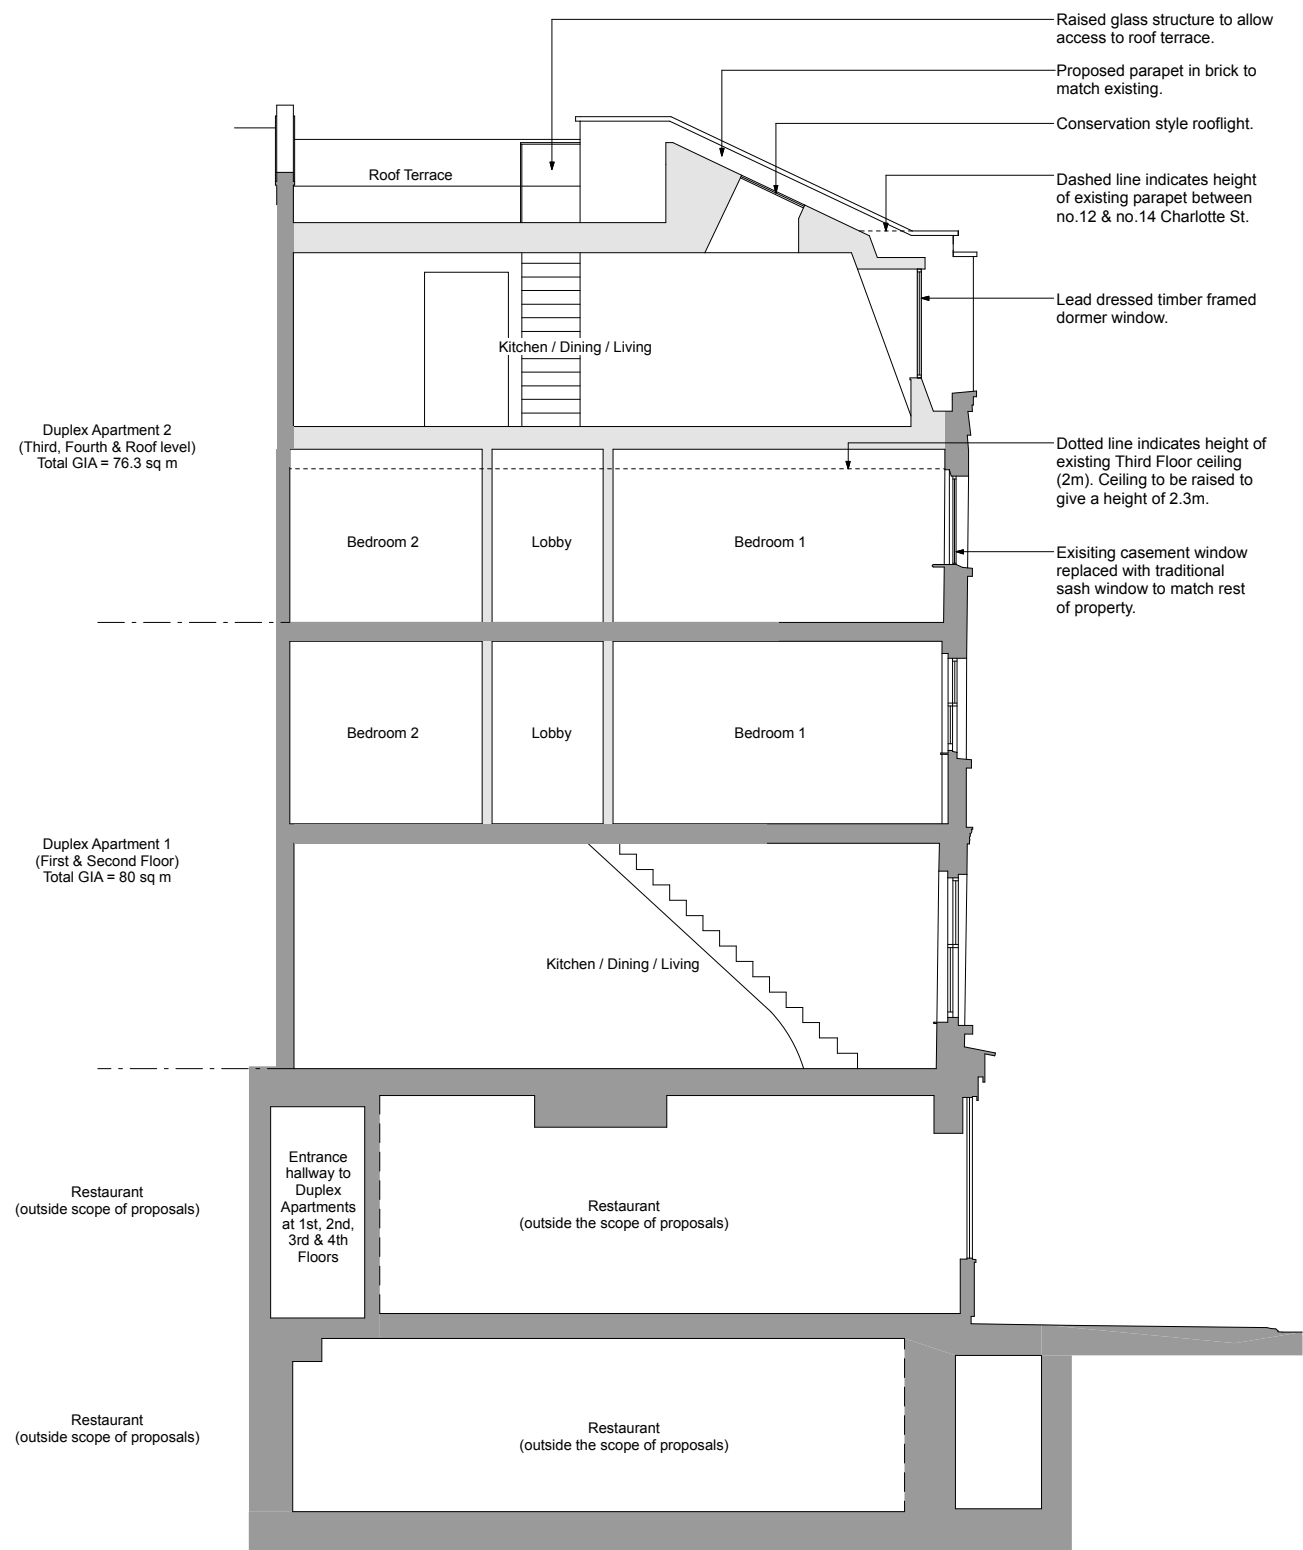 Raised glass structure to allow
access to roof terrace.
Proposed parapet in brick to
match existing.
Conservation style rooflight.
Dashed line indicates height
of existing parapet between
no.12 & no.14 Charlotte St.
Roof Terrace
Lead dressed timber framed
dormer window.
Kitchen / Dining / Living
Duplex Apartment 2
(Third, Fourth & Roof level)
Total GIA = 76.3 sq m
Dotted line indicates height of
existing Third Floor ceiling
(2m). Ceiling to be raised to
give a height of 2.3m.
Bedroom 2
Lobby
Bedroom 1
Exisiting casement window
replaced with traditional
sash window to match rest
of property.
Bedroom 2
Lobby
Bedroom 1
Duplex Apartment 1
(First & Second Floor)
Total GIA = 80 sq m
Kitchen / Dining / Living
Restaurant
(outside scope of proposals)
Entrance
hallway to
Duplex
Apartments
at 1st, 2nd,
3rd & 4th
Floors
Restaurant
(outside the scope of proposals)
Restaurant
(outside scope of proposals)
Restaurant
(outside the scope of proposals)